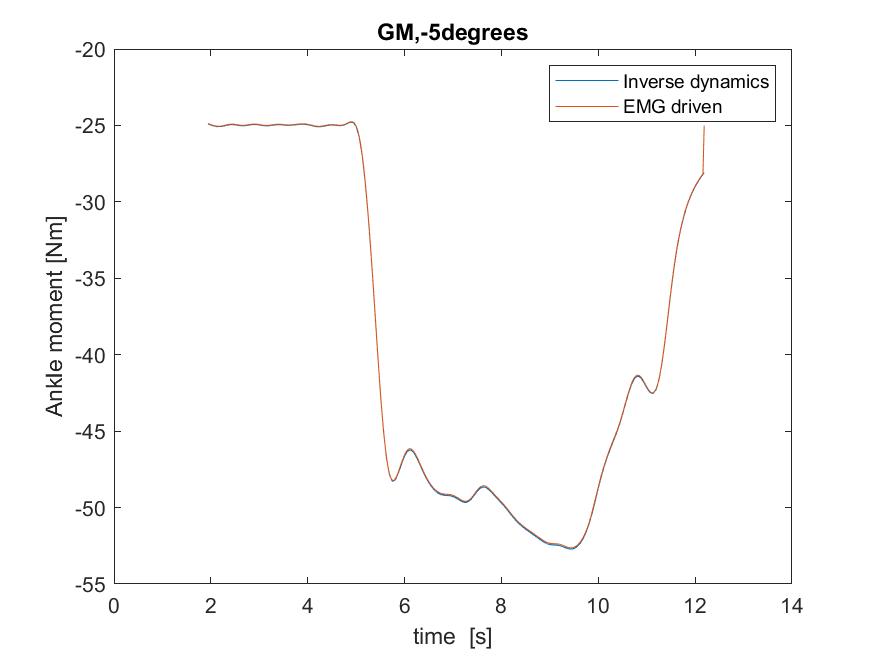 GM,-5degrees
-20
-25
-30
-35
-40
-45
-50
-55
Ankle moment [Nm]
Inverse dynamics
EMG driven
0 2 4 6 8 10 12 14
time [s]